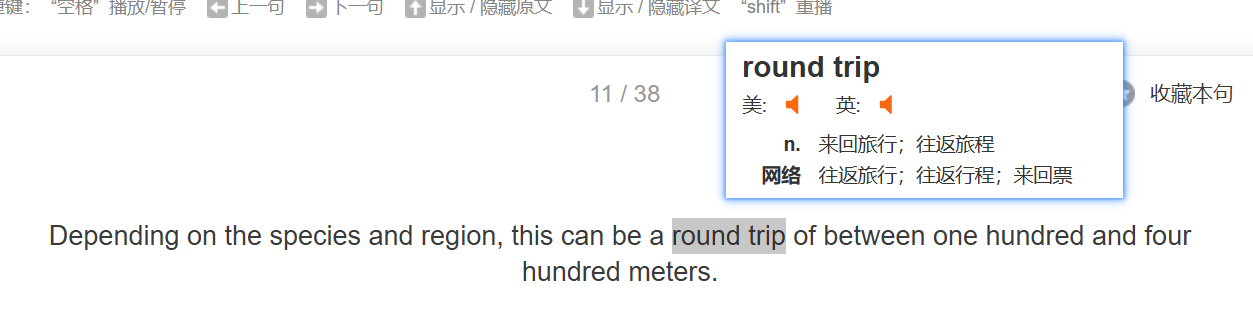 键： “空格”播放/暂停 上一句 下一句 显示 / 隐藏原文 显示 / 隐藏译文 “shift”重播
round trip
11 / 38
美: 英:
收藏本句
n. 来回旅行；往返旅程
网络 往返旅行；往返行程；来回票
Depending on the species and region, this can be a round trip of between one hundred and four
hundred meters.